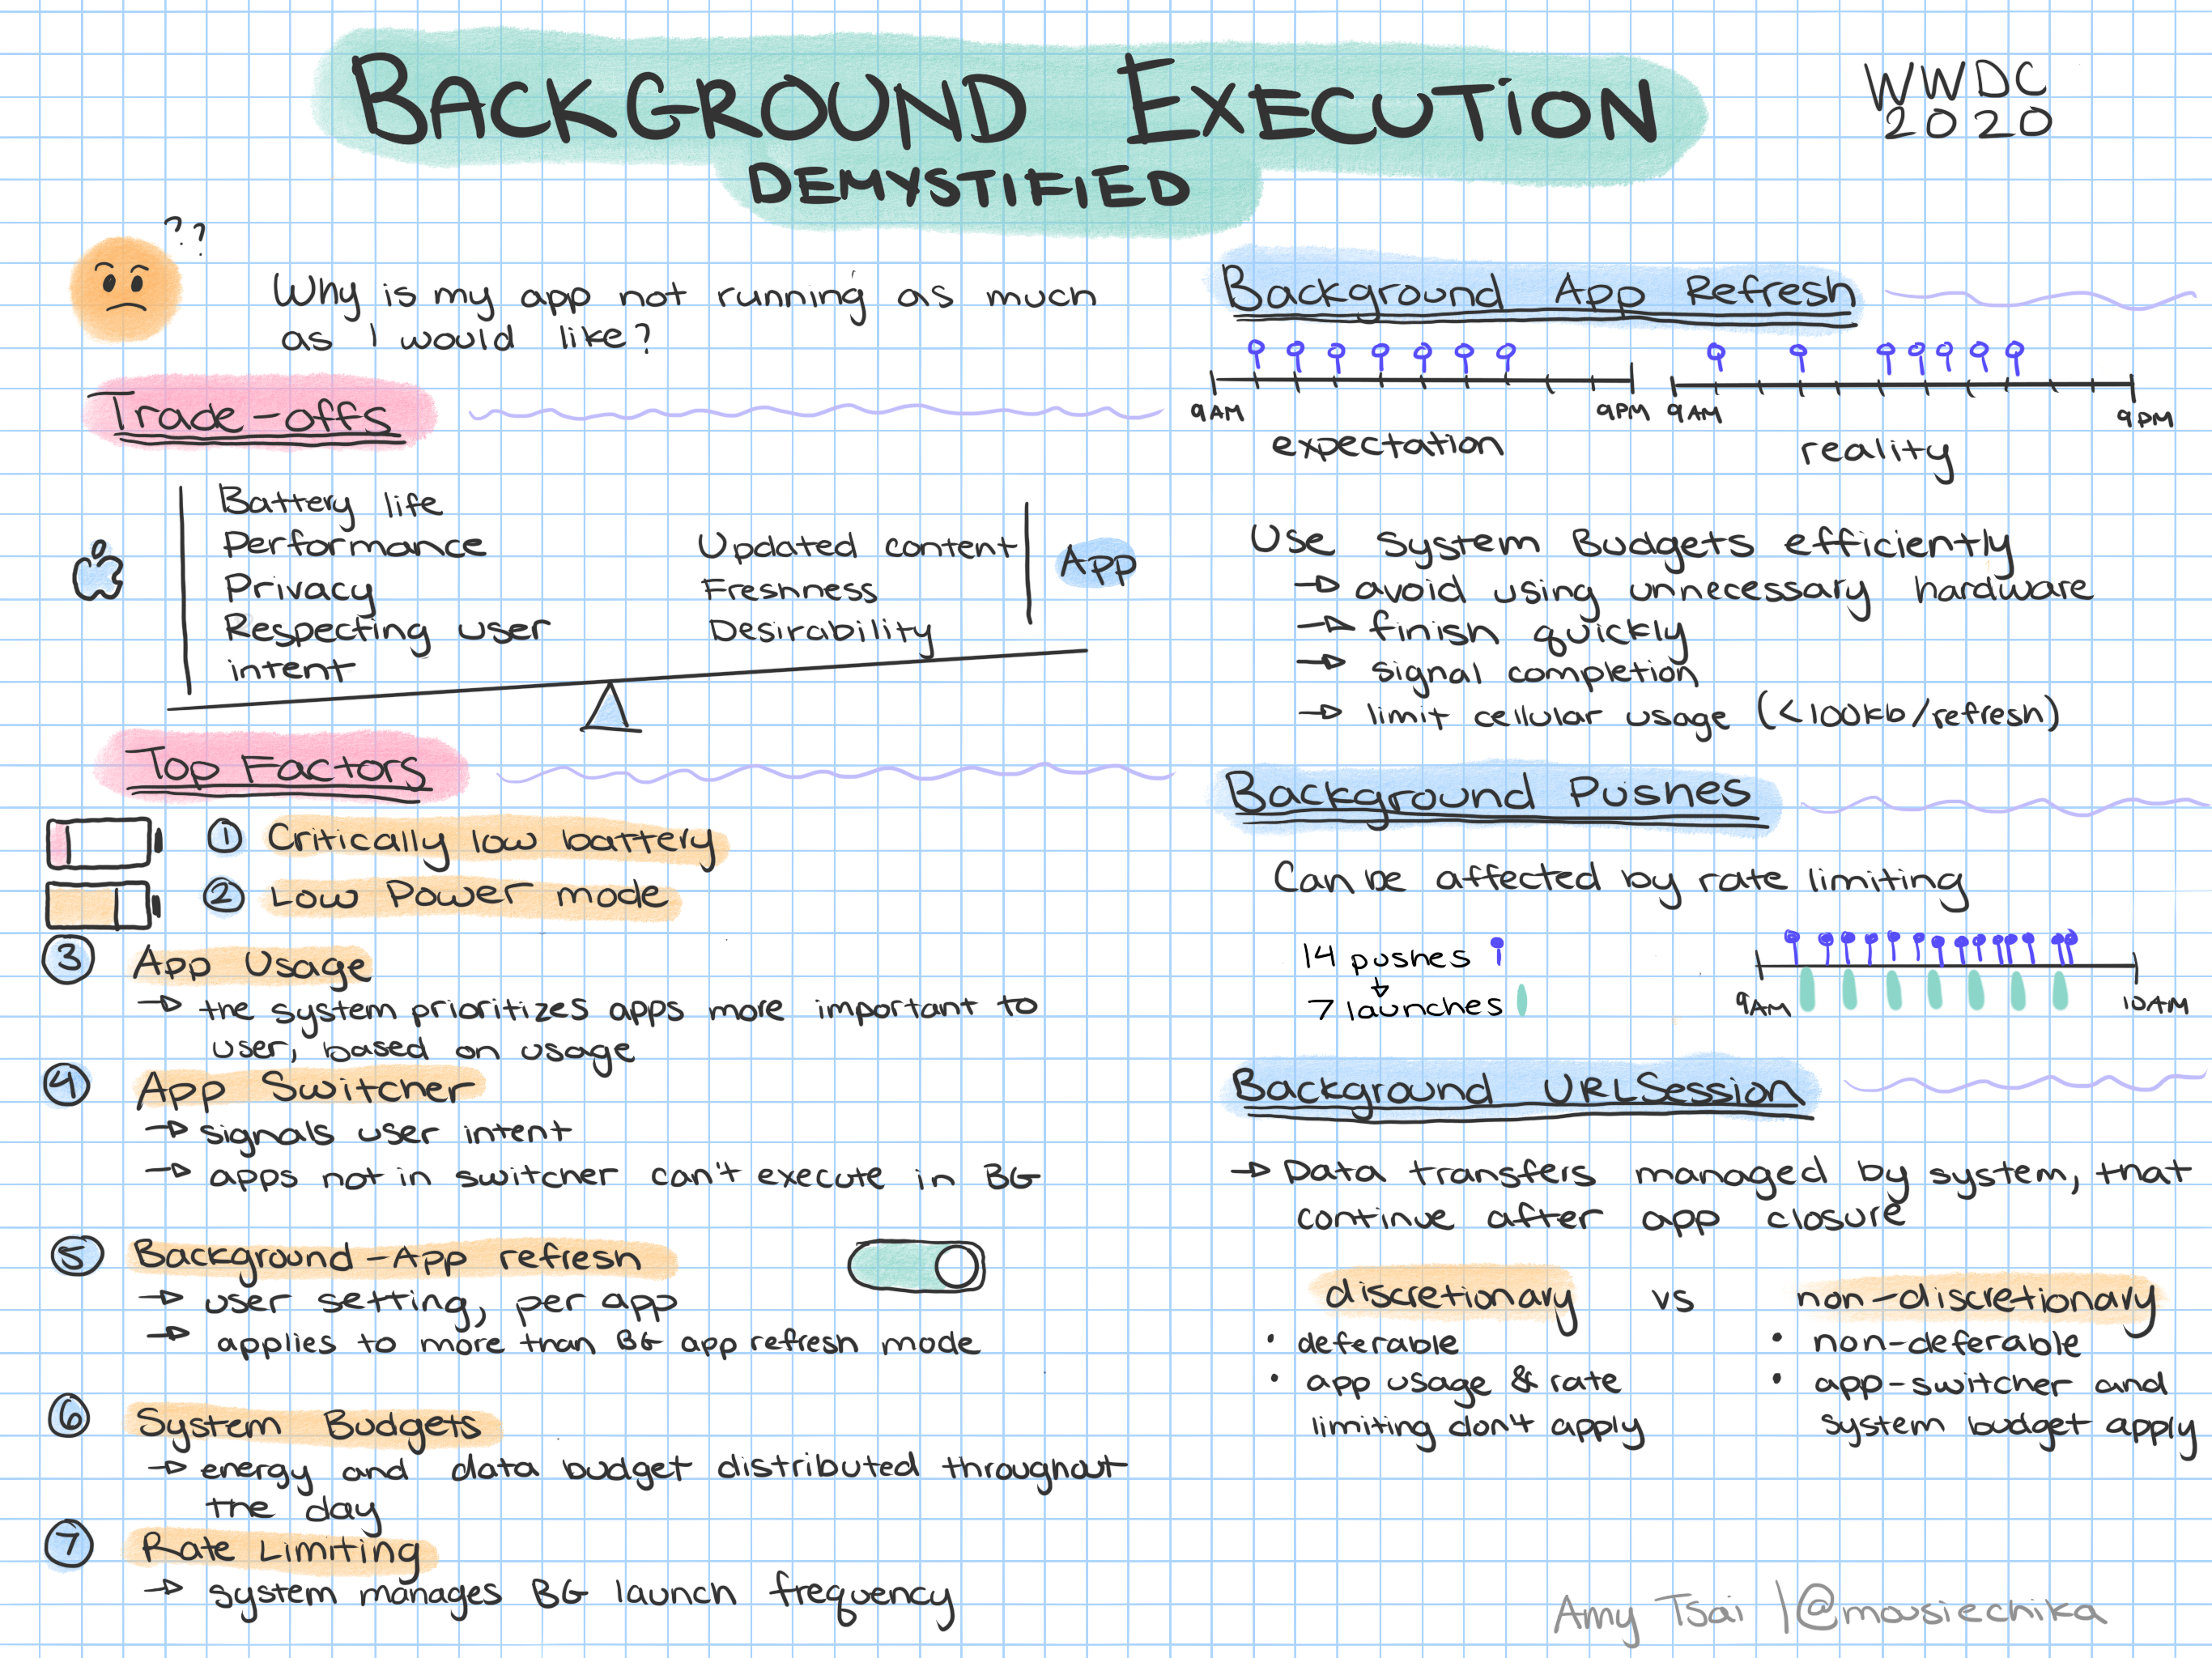 BACKGROUND EXECUTION
DEMYSTIFIED
WWDC
2020
??
Why is my app not running as much
as I would like?
Trade-offs
Battery life
Performance
Privacy
Respecting user
intent
Updated content
Freshness
Desirability
App
Top Factors
1 Critically low battery
2 Low Power mode
3 App Usage
→ the system prioritizes apps more important to
user, based on usage
4 App Switcher
→ signals user intent
→ apps not in switcher can't execute in BG
5 Background-App refresh
→ user setting, per app
→ applies to more than BG app refresh mode
6 System Budgets
→ energy and data budget distributed throughout
the day
7 Rate Limiting
→ system manages BG launch frequency
Background App Refresh
9AM 9PM
expectation
9AM 9PM
reality
Use System Budgets efficiently
→ avoid using unnecessary hardware
→ finish quickly
→ signal completion
→ limit cellular usage (<100kb/refresh)
Background Pushes
Can be affected by rate limiting
14 pushes
↓
7 launches
9AM 10AM
Background URLSession
→ Data transfers managed by system, that
continue after app closure
discretionary vs non-discretionary
• deferable
• app usage & rate
limiting don't apply
• non-deferable
• app-switcher and
system budget apply
Amy Tsai | @mousiechika